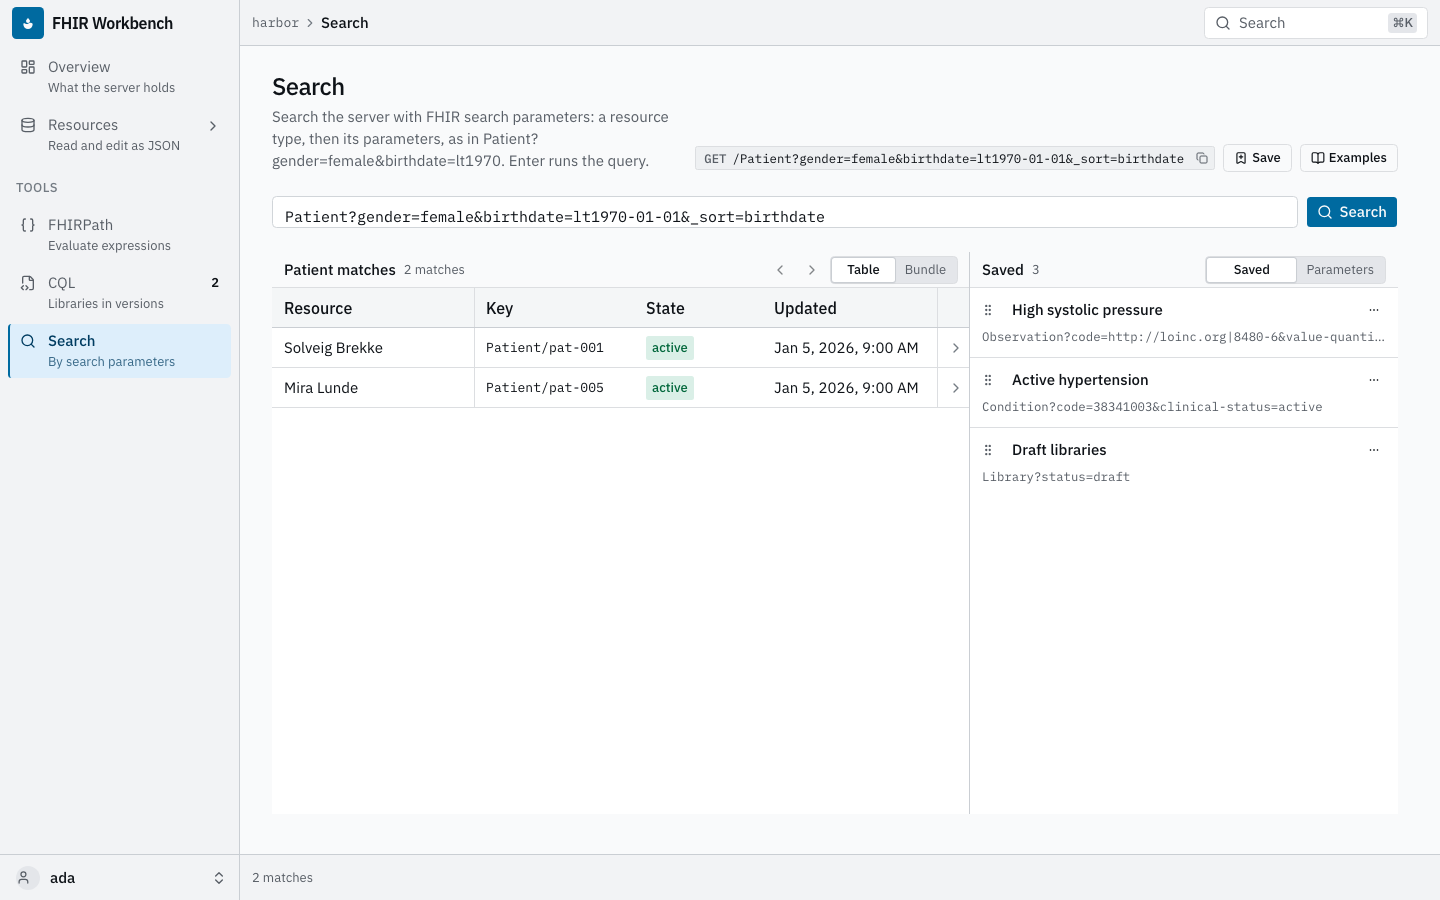 FHIR Workbench
Overview
What the server holds
Resources
Read and edit as JSON
TOOLS
FHIRPath
Evaluate expressions
CQL
2
Libraries in versions
Search
By search parameters
ada
harbor
Search
Search
⌘K
Search
Search the server with FHIR search parameters: a resource
type, then its parameters, as in Patient?
gender=female&birthdate=lt1970. Enter runs the query.
GET /Patient?gender=female&birthdate=lt1970-01-01&_sort=birthdate
Save
Examples
Patient?gender=female&birthdate=lt1970-01-01&_sort=birthdate
Search
Patient matches 2 matches
Table
Bundle
Resource Key State Updated
Solveig Brekke Patient/pat-001 active Jan 5, 2026, 9:00 AM
Mira Lunde Patient/pat-005 active Jan 5, 2026, 9:00 AM
Saved 3
Saved
Parameters
High systolic pressure
Observation?code=http://loinc.org|8480-6&value-quanti…
Active hypertension
Condition?code=38341003&clinical-status=active
Draft libraries
Library?status=draft
2 matches